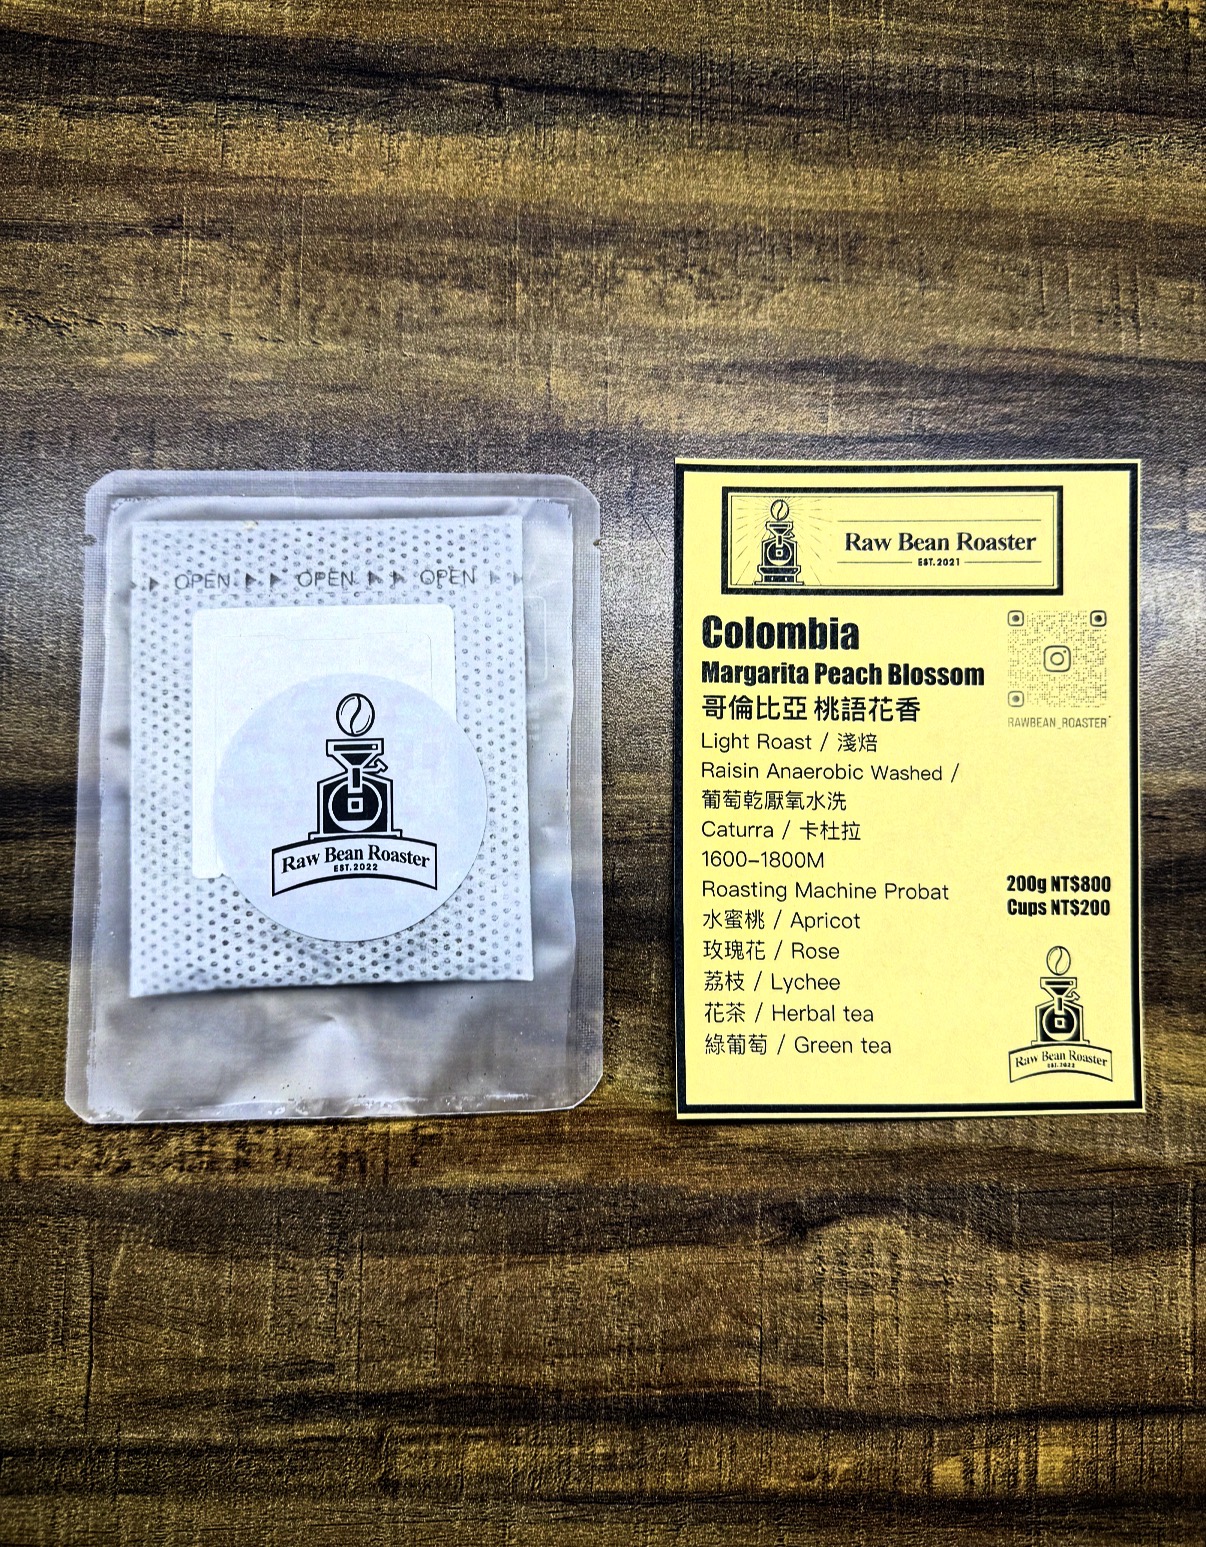 OPEN OPEN OPEN
Raw Bean Roaster
EST.2022
Raw Bean Roaster
EST.2021
Colombia
Margarita Peach Blossom
哥倫比亞 桃語花香
RAWBEAN_ROASTER
Light Roast / 淺焙
Raisin Anaerobic Washed /
葡萄乾厭氧水洗
Caturra / 卡杜拉
1600-1800M
Roasting Machine Probat
水蜜桃 / Apricot
玫瑰花 / Rose
荔枝 / Lychee
花茶 / Herbal tea
綠葡萄 / Green tea
200g NT$800
Cups NT$200
Raw Bean Roaster
EST.2022